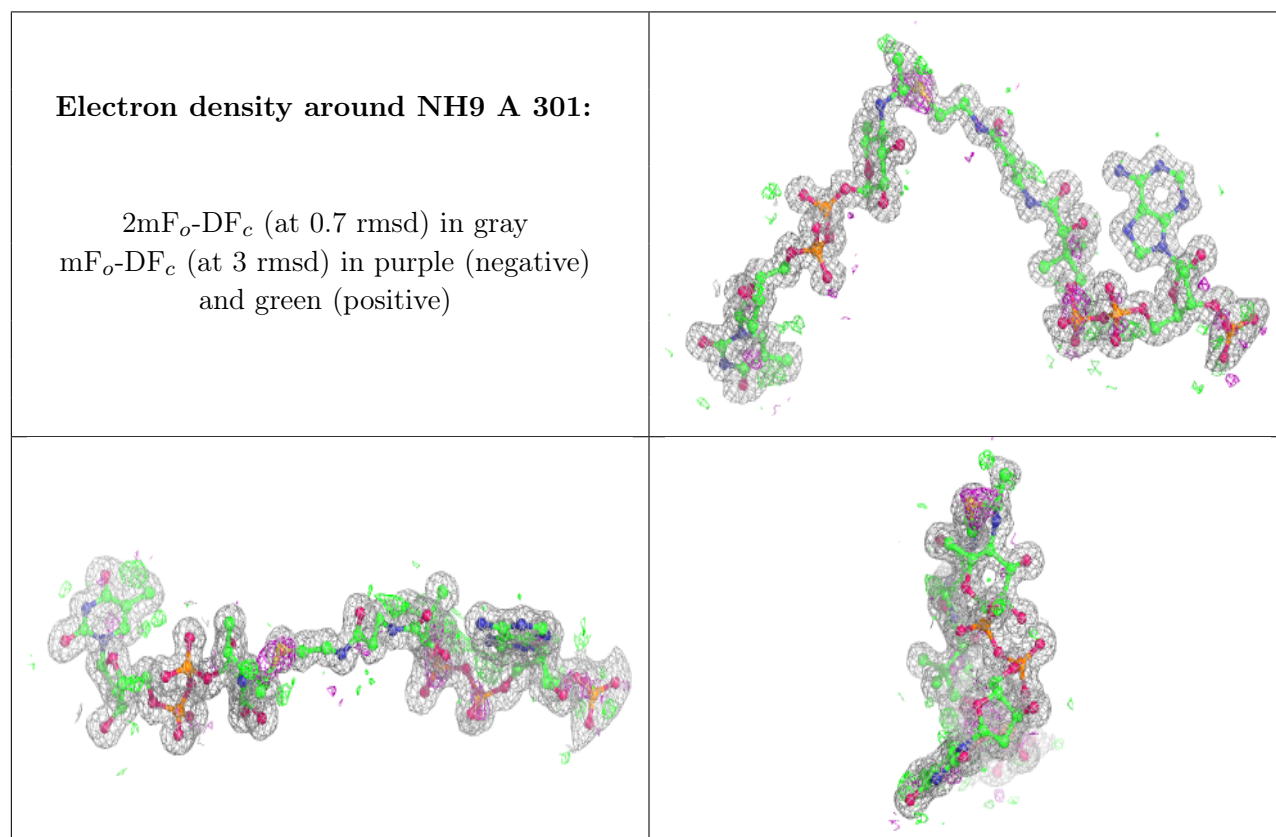 Electron density around NH9 A 301:
2mFo-DFc (at 0.7 rmsd) in gray
mFo-DFc (at 3 rmsd) in purple (negative)
and green (positive)